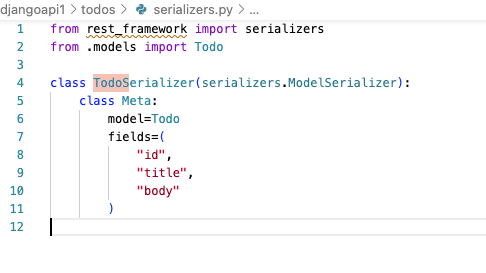 djangoapi1 > todos > serializers.py > ...
1 from rest_framework import serializers
2 from .models import Todo
3
4 class TodoSerializer(serializers.ModelSerializer):
5     class Meta:
6         model=Todo
7         fields=(
8             "id",
9             "title",
10             "body"
11         )
12